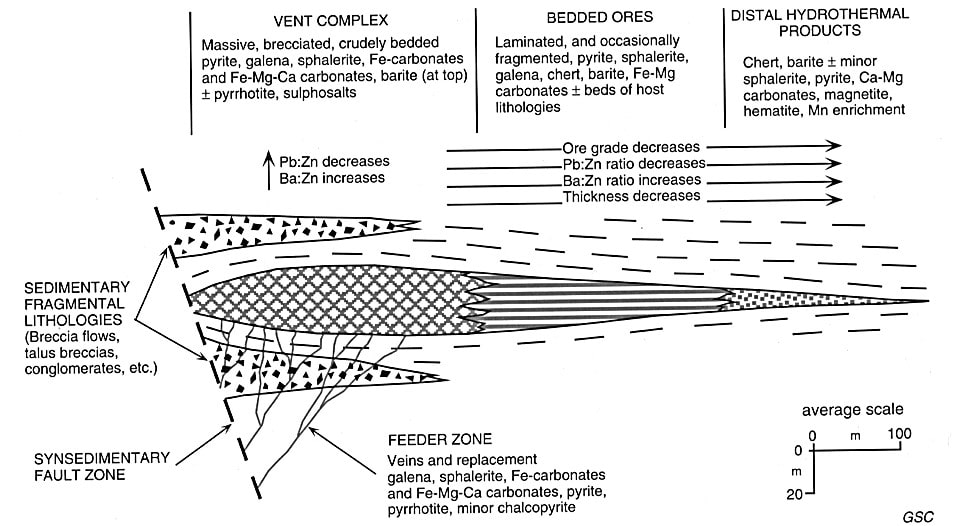 VENT COMPLEX
Massive, brecciated, crudely bedded
pyrite, galena, sphalerite, Fe-carbonates
and Fe-Mg-Ca carbonates, barite (at top)
± pyrrhotite, sulphosalts
BEDDED ORES
Laminated, and occasionally
fragmented, pyrite, sphalerite,
galena, chert, barite, Fe-Mg
carbonates ± beds of host
lithologies
DISTAL HYDROTHERMAL
PRODUCTS
Chert, barite ± minor
sphalerite, pyrite, Ca-Mg
carbonates, magnetite,
hematite, Mn enrichment
Pb:Zn decreases
Ba:Zn increases
Ore grade decreases
Pb:Zn ratio decreases
Ba:Zn ratio increases
Thickness decreases
SEDIMENTARY
FRAGMENTAL
LITHOLOGIES
(Breccia flows,
talus breccias,
conglomerates, etc.)
SYNSEDIMENTARY
FAULT ZONE
FEEDER ZONE
Veins and replacement
galena, sphalerite, Fe-carbonates
and Fe-Mg-Ca carbonates, pyrite,
pyrrhotite, minor chalcopyrite
average scale
0 m 100
0
m
20
GSC